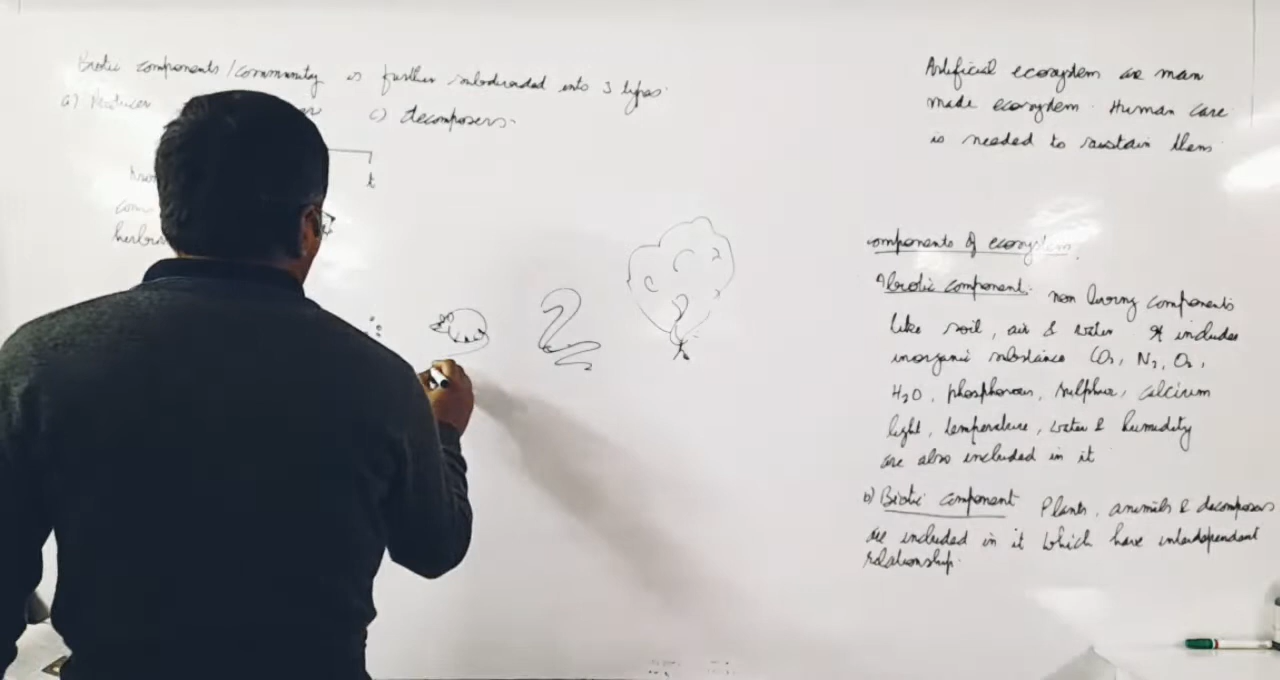 Biotic components/community is further subdivided into 3 types.
a) Producer
c) decomposers.
t
herbiv
Artificial ecosystem are man
made ecosystem. Human care
is needed to sustain them
components of ecosystem.
Abiotic component. non living components
like soil, air & water It includes
inorganic substance CO₂, N₂, O₂,
H₂O, phosphorous, sulphur, calcium
light, temperature, water & humidity
are also included in it
b) Biotic component Plants, animals & decomposers
are included in it which have interdependent
relationship.